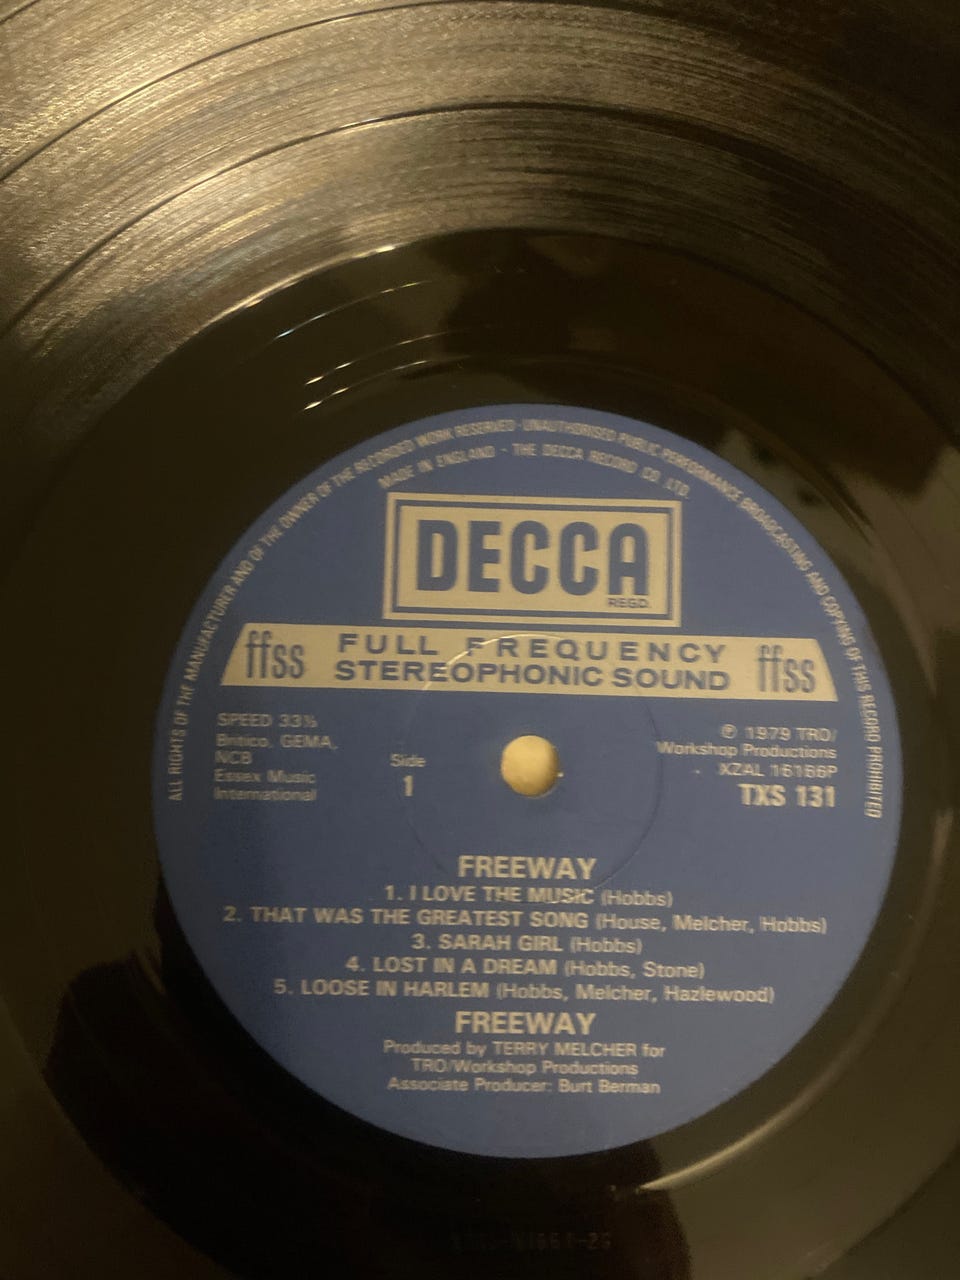 ALL RIGHTS OF THE MANUFACTURER AND OF THE OWNER OF THE RECORDED WORK RESERVED · UNAUTHORISED PUBLIC PERFORMANCE BROADCASTING AND COPYING OF THIS RECORD PROHIBITED
MADE IN ENGLAND · THE DECCA RECORD CO. LTD.
DECCA
REGD.
ffss FULL FREQUENCY STEREOPHONIC SOUND ffss
SPEED 33⅓
GEMA,
NCB
Essex Music
International
Side
1
℗ 1979 TRO/
Workshop Productions
XZAL 16166P
TXS 131
FREEWAY
1. I LOVE THE MUSIC (Hobbs)
2. THAT WAS THE GREATEST SONG (House, Melcher, Hobbs)
3. SARAH GIRL (Hobbs)
4. LOST IN A DREAM (Hobbs, Stone)
5. LOOSE IN HARLEM (Hobbs, Melcher, Hazlewood)
FREEWAY
Produced by TERRY MELCHER for
TRO/Workshop Productions
Associate Producer: Burt Berman